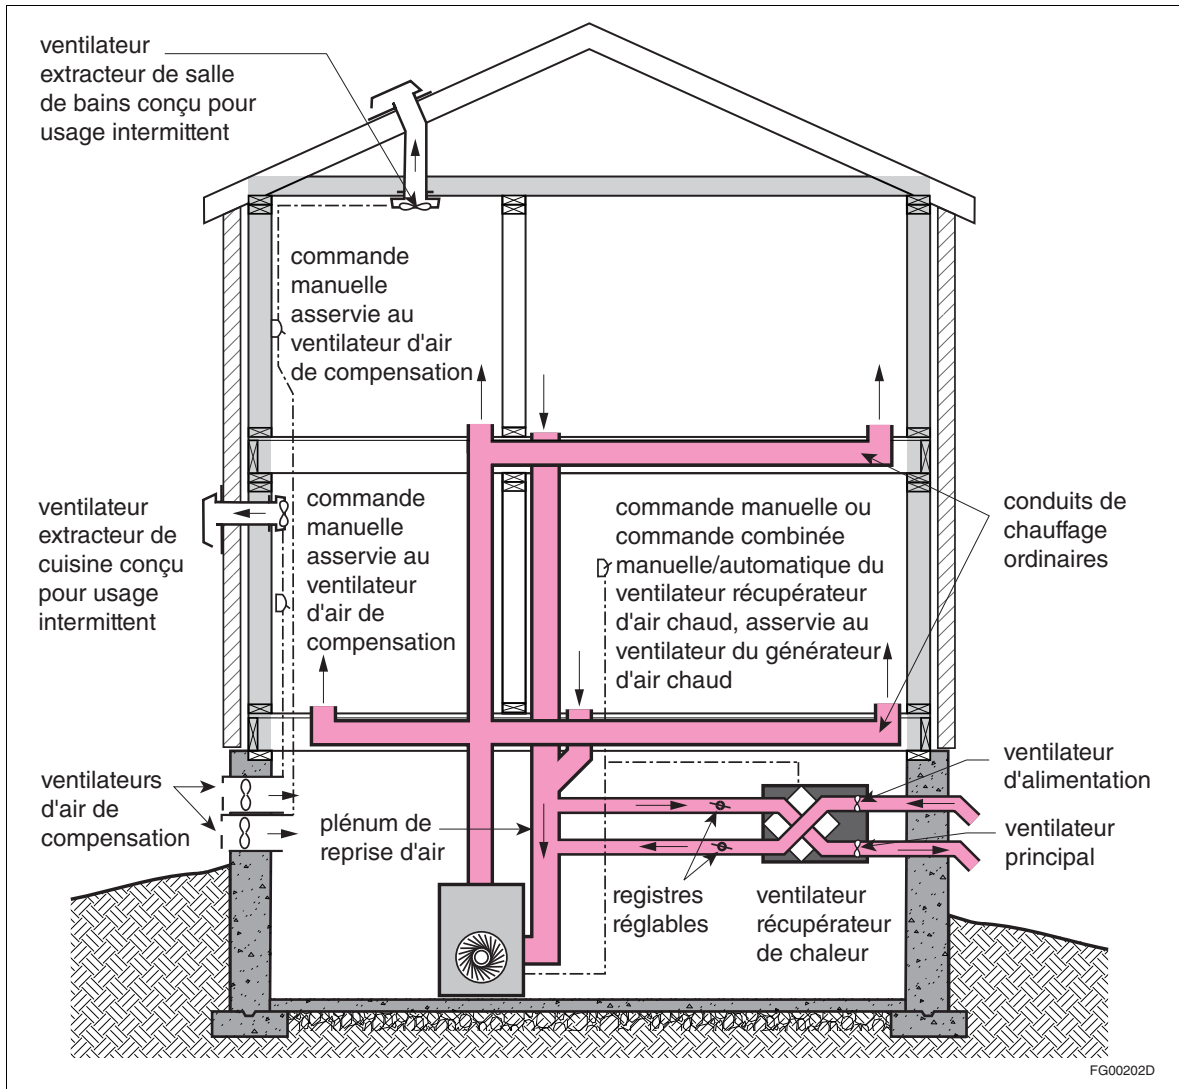 ventilateur
extracteur de salle
de bains conçu pour
usage intermittent
commande
manuelle
asservie au
ventilateur d'air
de compensation
ventilateur
extracteur de
cuisine conçu
pour usage
intermittent
commande
manuelle
asservie au
ventilateur
d'air de
compensation
commande manuelle ou
commande combinée
manuelle/automatique du
ventilateur récupérateur
d'air chaud, asservie au
ventilateur du générateur
d'air chaud
conduits de
chauffage
ordinaires
ventilateurs
d'air de
compensation
plénum de
reprise d'air
registres
réglables
ventilateur
récupérateur
de chaleur
ventilateur
d'alimentation
ventilateur
principal
FG00202D